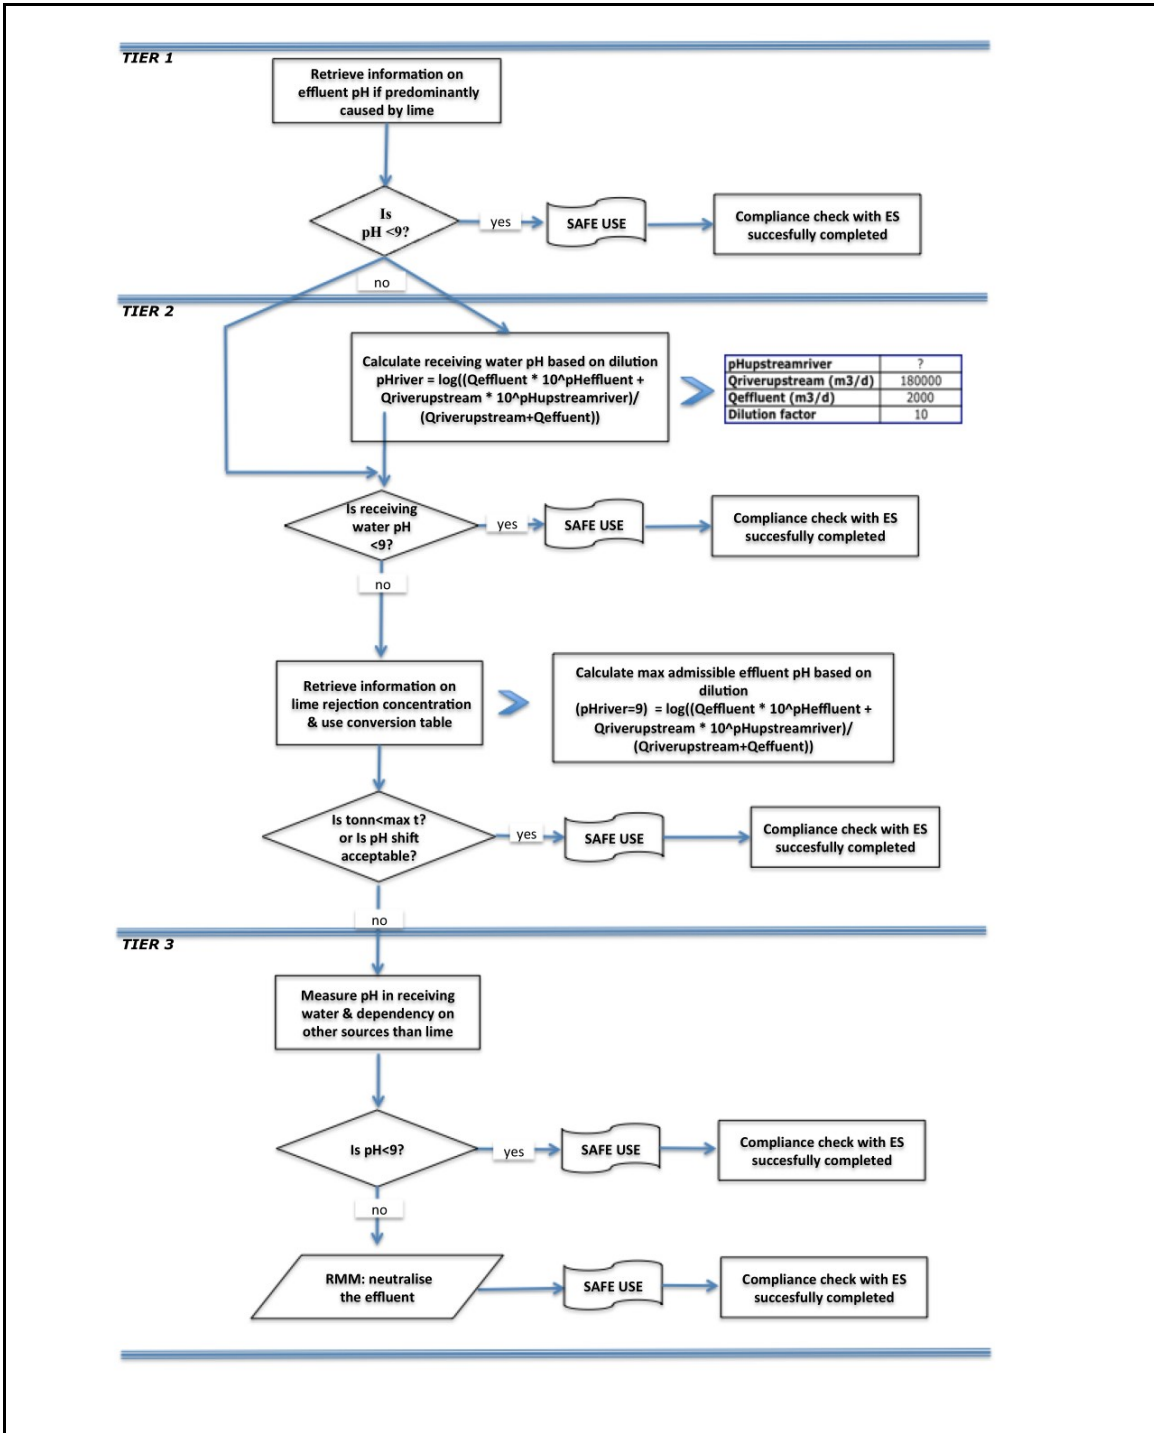 TIER 1
Retrieve information on
effluent pH if predominantly
caused by lime
Is
pH <9?
yes
SAFE USE
Compliance check with ES
succesfully completed
no
TIER 2
Calculate receiving water pH based on dilution
pHriver = log((Qeffluent * 10^pHeffluent +
Qriverupstream * 10^pHupstreamriver)/
(Qriverupstream+Qeffuent))
pHupstreamriver ?
Qriverupstream (m3/d) 180000
Qeffluent (m3/d) 2000
Dilution factor 10
Is receiving
water pH
<9?
yes
SAFE USE
Compliance check with ES
succesfully completed
no
Retrieve information on
lime rejection concentration
& use conversion table
Calculate max admissible effluent pH based on
dilution
(pHriver=9) = log((Qeffluent * 10^pHeffluent +
Qriverupstream * 10^pHupstreamriver)/
(Qriverupstream+Qeffuent))
Is tonn<max t?
or Is pH shift
acceptable?
yes
SAFE USE
Compliance check with ES
succesfully completed
no
TIER 3
Measure pH in receiving
water & dependency on
other sources than lime
Is pH<9?
yes
SAFE USE
Compliance check with ES
succesfully completed
no
RMM: neutralise
the effluent
SAFE USE
Compliance check with ES
succesfully completed